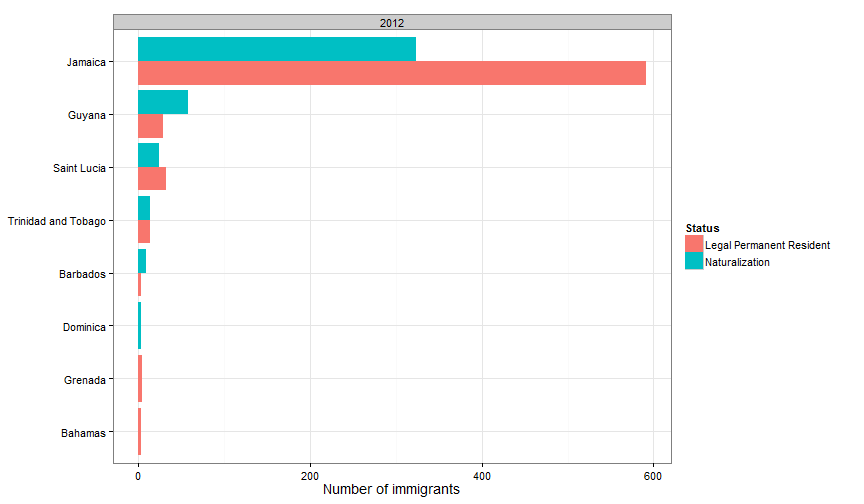 2012
Jamaica
Guyana
Saint Lucia
Trinidad and Tobago
Barbados
Dominica
Grenada
Bahamas
0 200 400 600
Number of immigrants
Status
Legal Permanent Resident
Naturalization